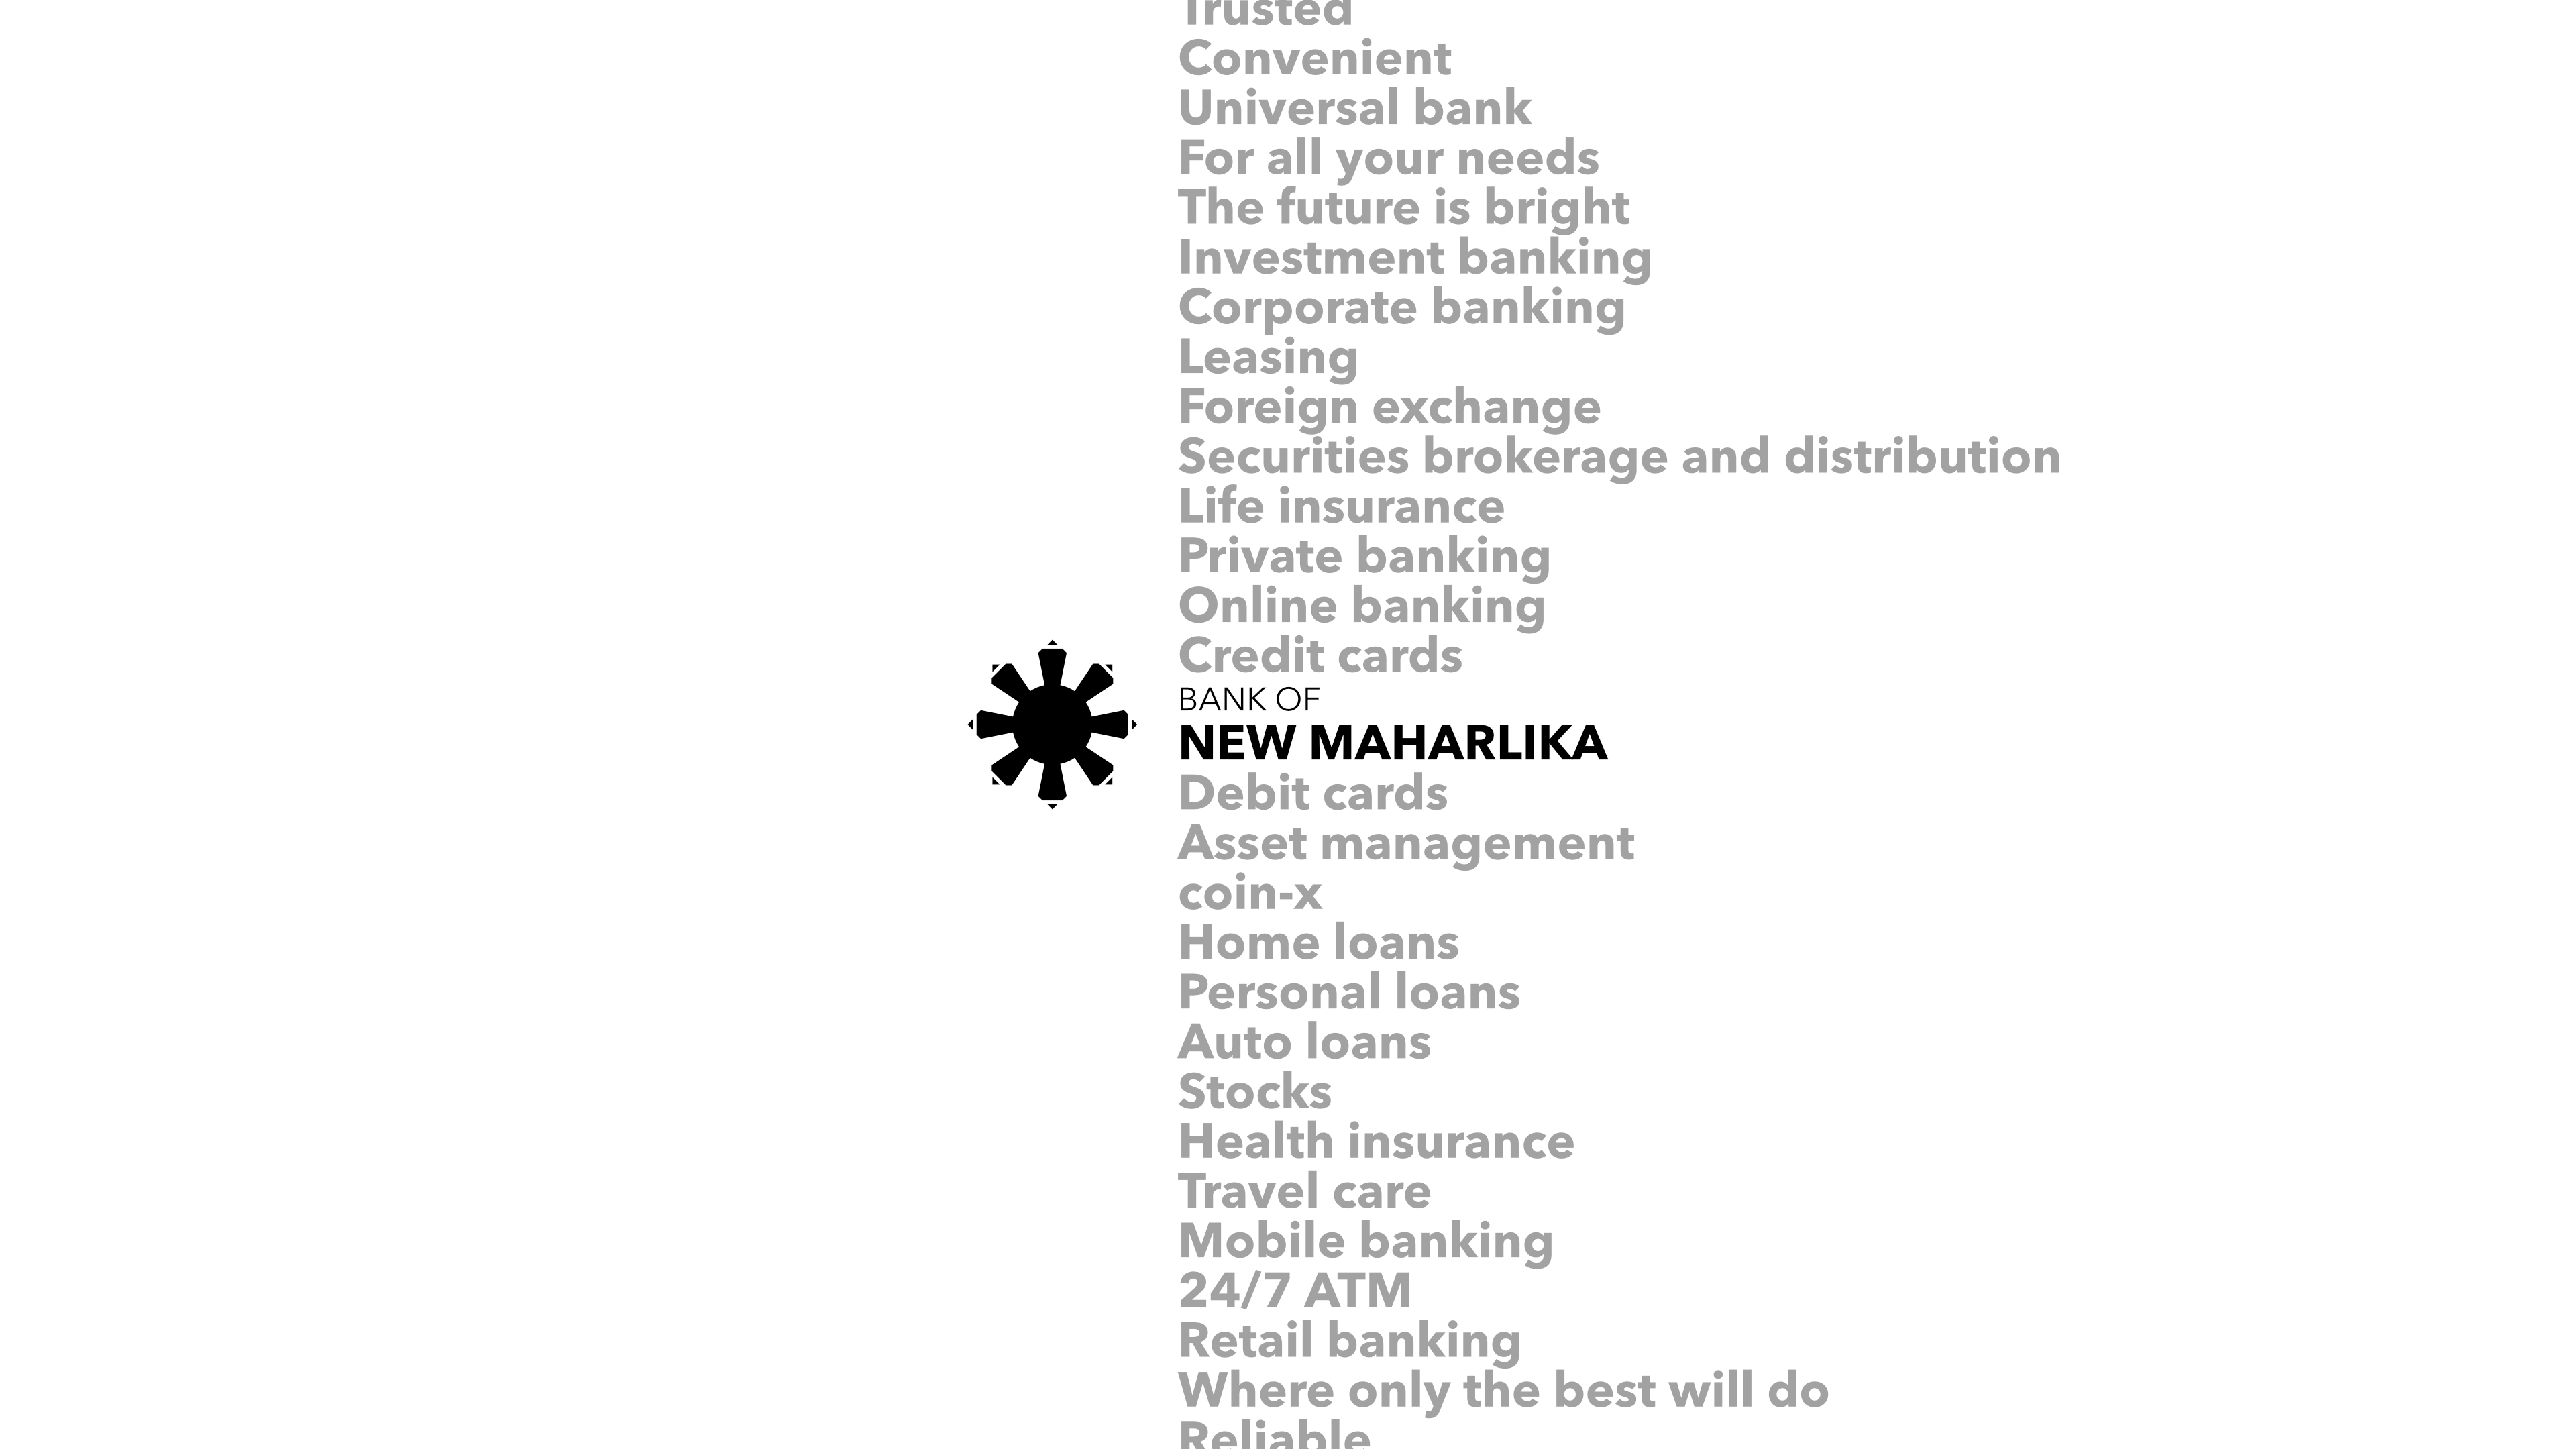 Trusted
Convenient
Universal bank
For all your needs
The future is bright
Investment banking
Corporate banking
Leasing
Foreign exchange
Securities brokerage and distribution
Life insurance
Private banking
Online banking
Credit cards
BANK OF
NEW MAHARLIKA
Debit cards
Asset management
coin-x
Home loans
Personal loans
Auto loans
Stocks
Health insurance
Travel care
Mobile banking
24/7 ATM
Retail banking
Where only the best will do
Reliable